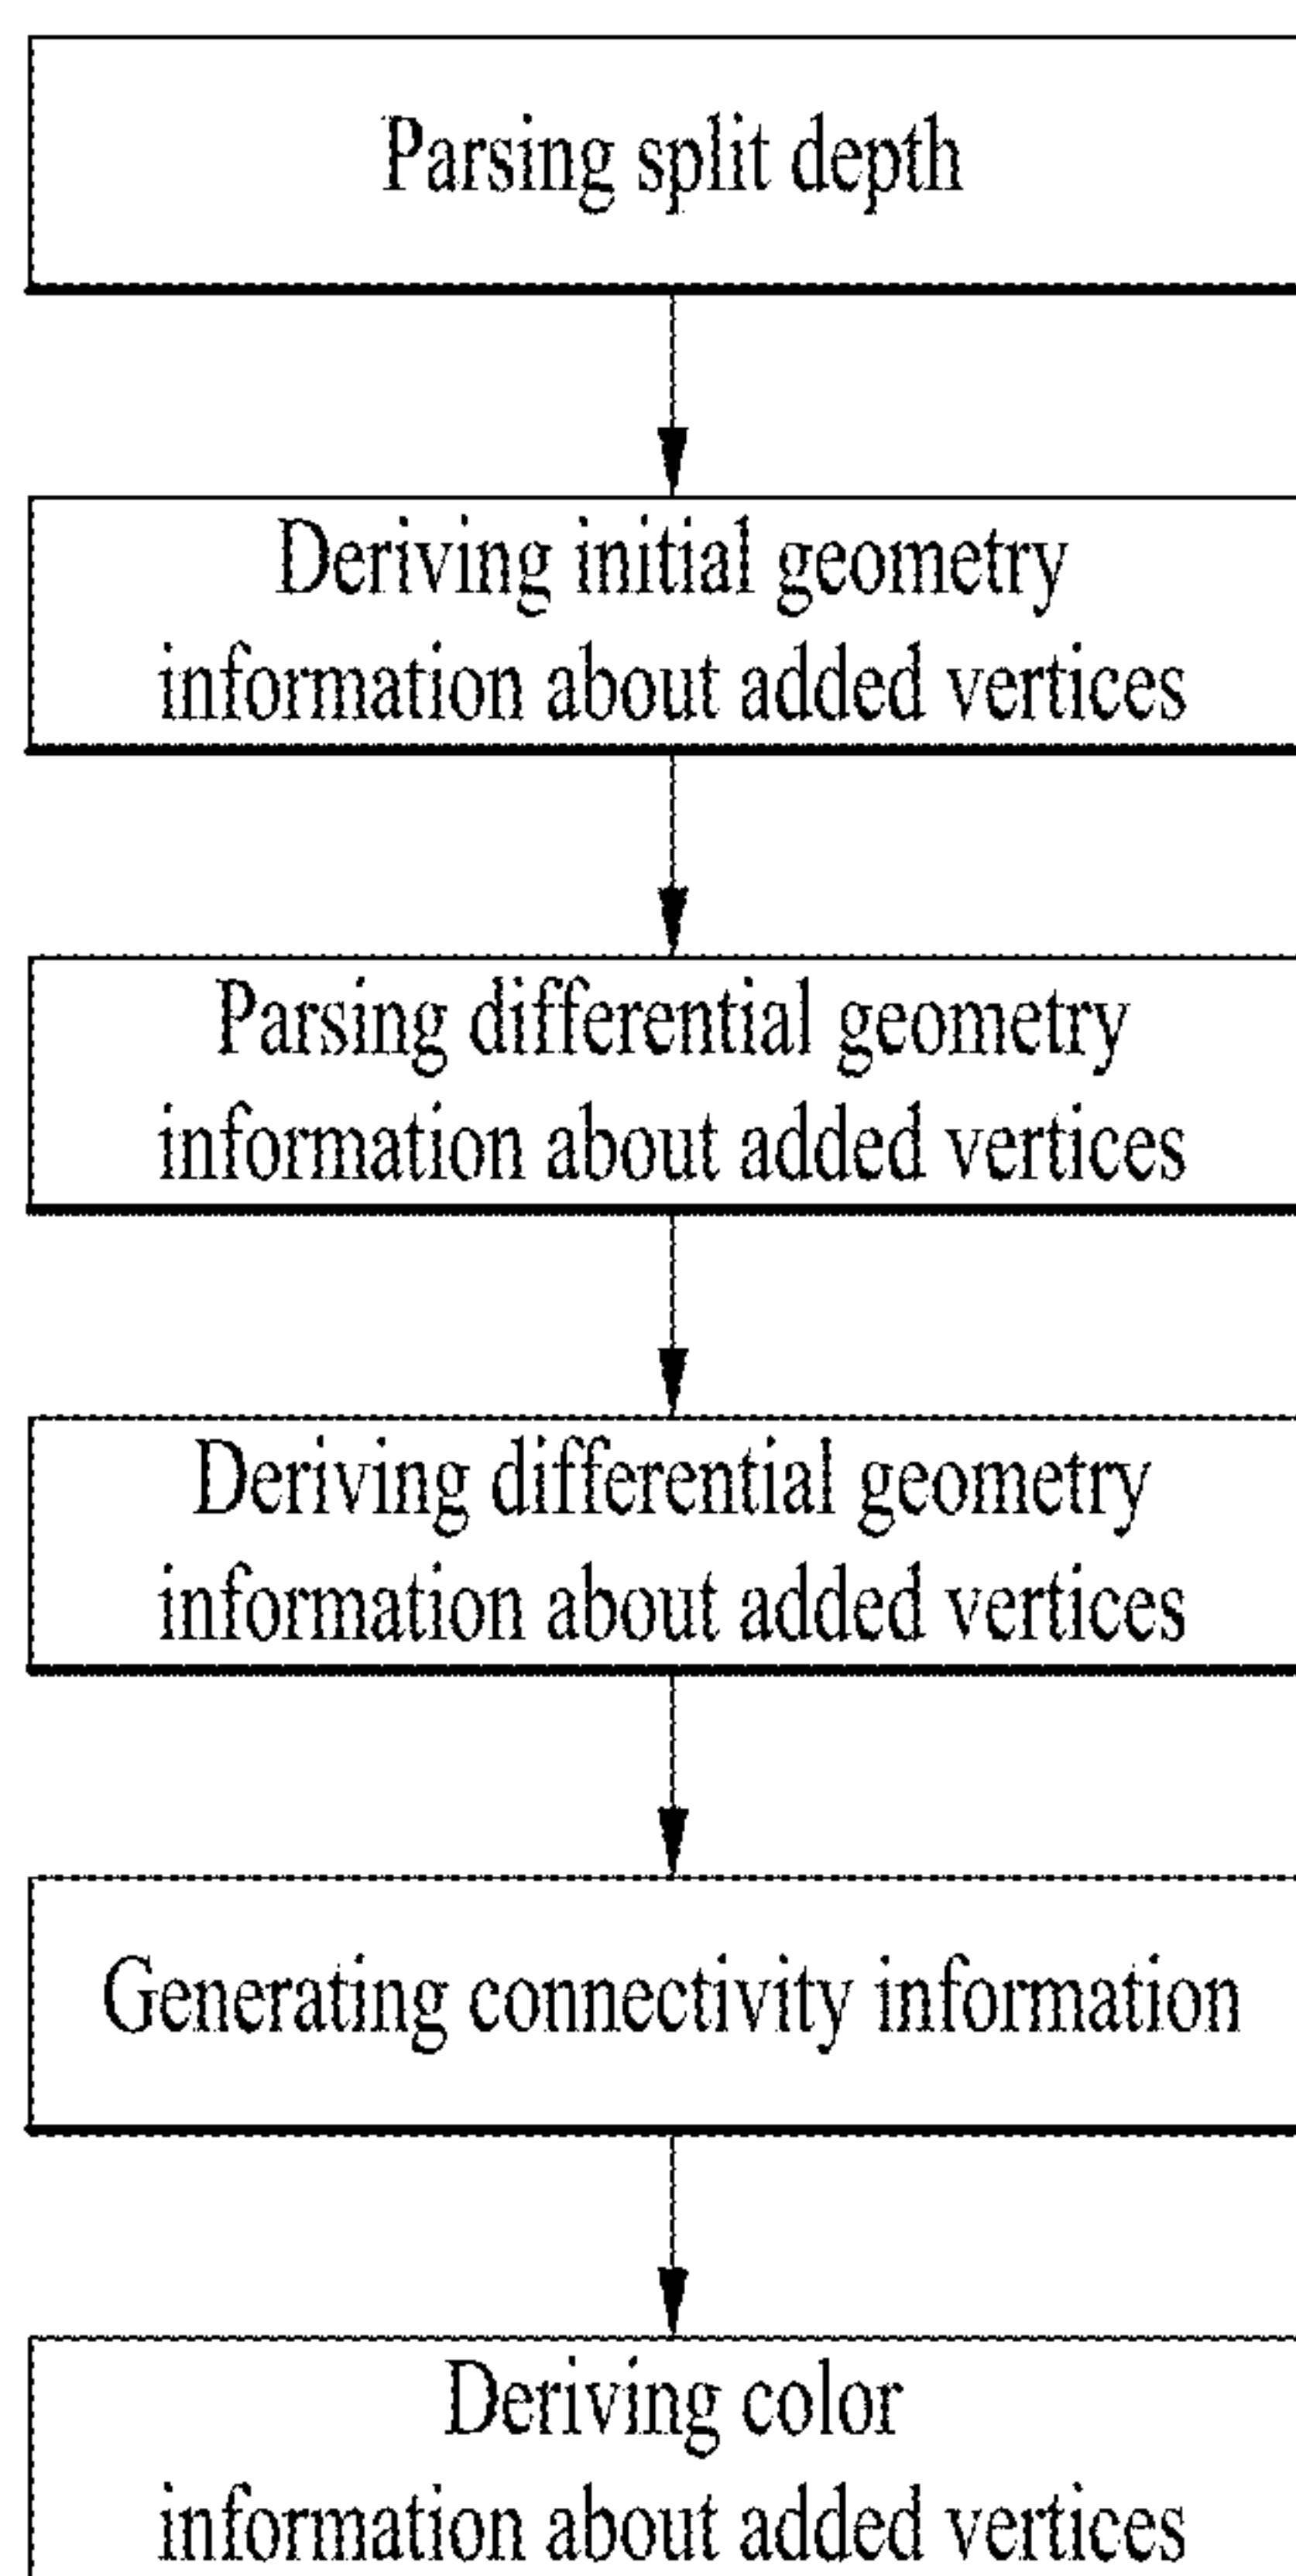 Parsing split depth
Deriving initial geometry
information about added vertices
Parsing differential geometry
information about added vertices
Deriving differential geometry
information about added vertices
Generating connectivity information
Deriving color
information about added vertices